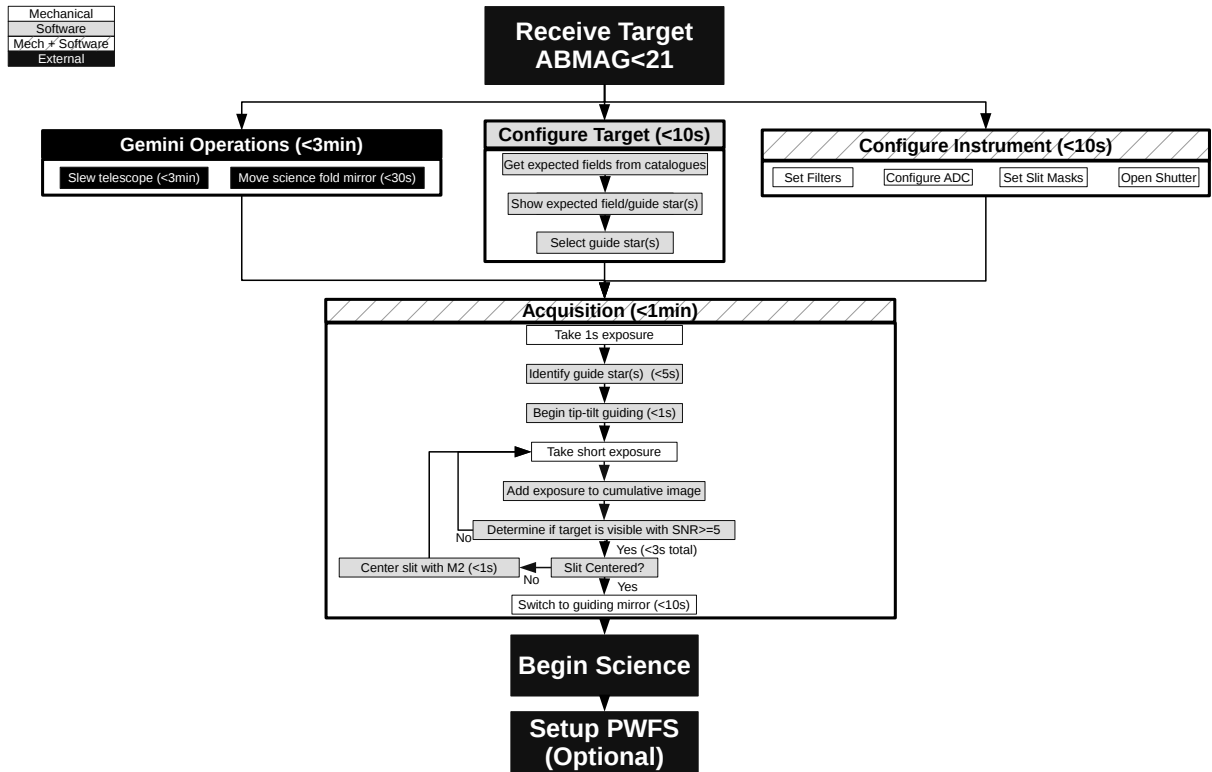 Mechanical
Software
Mech + Software
External
Receive Target
ABMAG<21
Gemini Operations (<3min)
Slew telescope (<3min)
Move science fold mirror (<30s)
Configure Target (<10s)
Get expected fields from catalogues
Show expected field/guide star(s)
Select guide star(s)
Configure Instrument (<10s)
Set Filters
Configure ADC
Set Slit Masks
Open Shutter
Acquisition (<1min)
Take 1s exposure
Identify guide star(s) (<5s)
Begin tip-tilt guiding (<1s)
Take short exposure
Add exposure to cumulative image
Determine if target is visible with SNR>=5
No
Yes (<3s total)
Center slit with M2 (<1s)
No
Slit Centered?
Yes
Switch to guiding mirror (<10s)
Begin Science
Setup PWFS
(Optional)